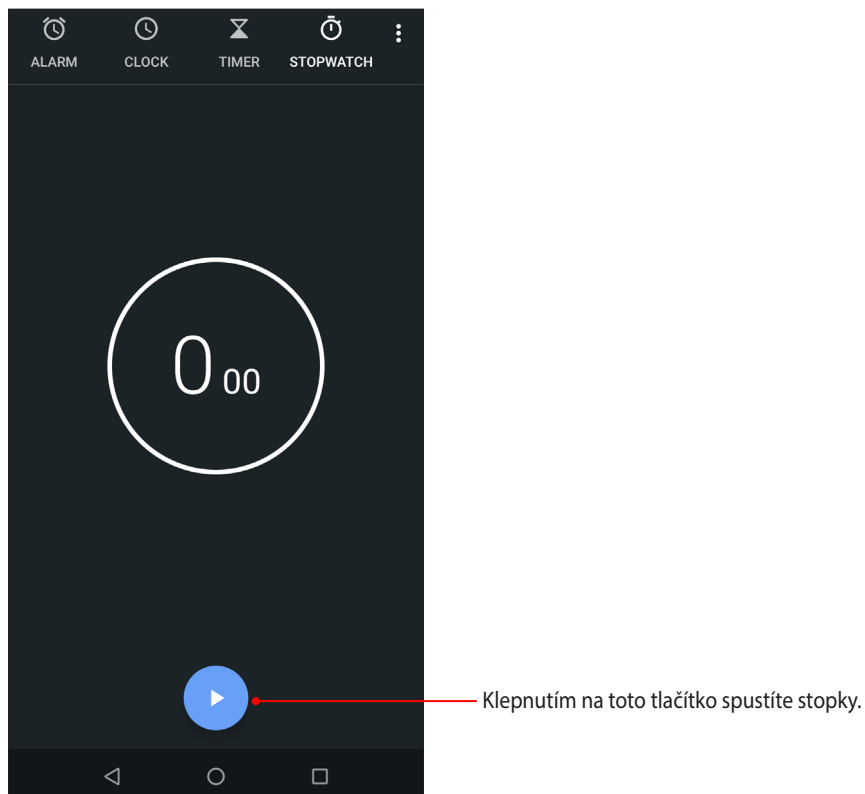 ALARM CLOCK TIMER STOPWATCH
0 00
Klepnutím na toto tlačítko spustíte stopky.